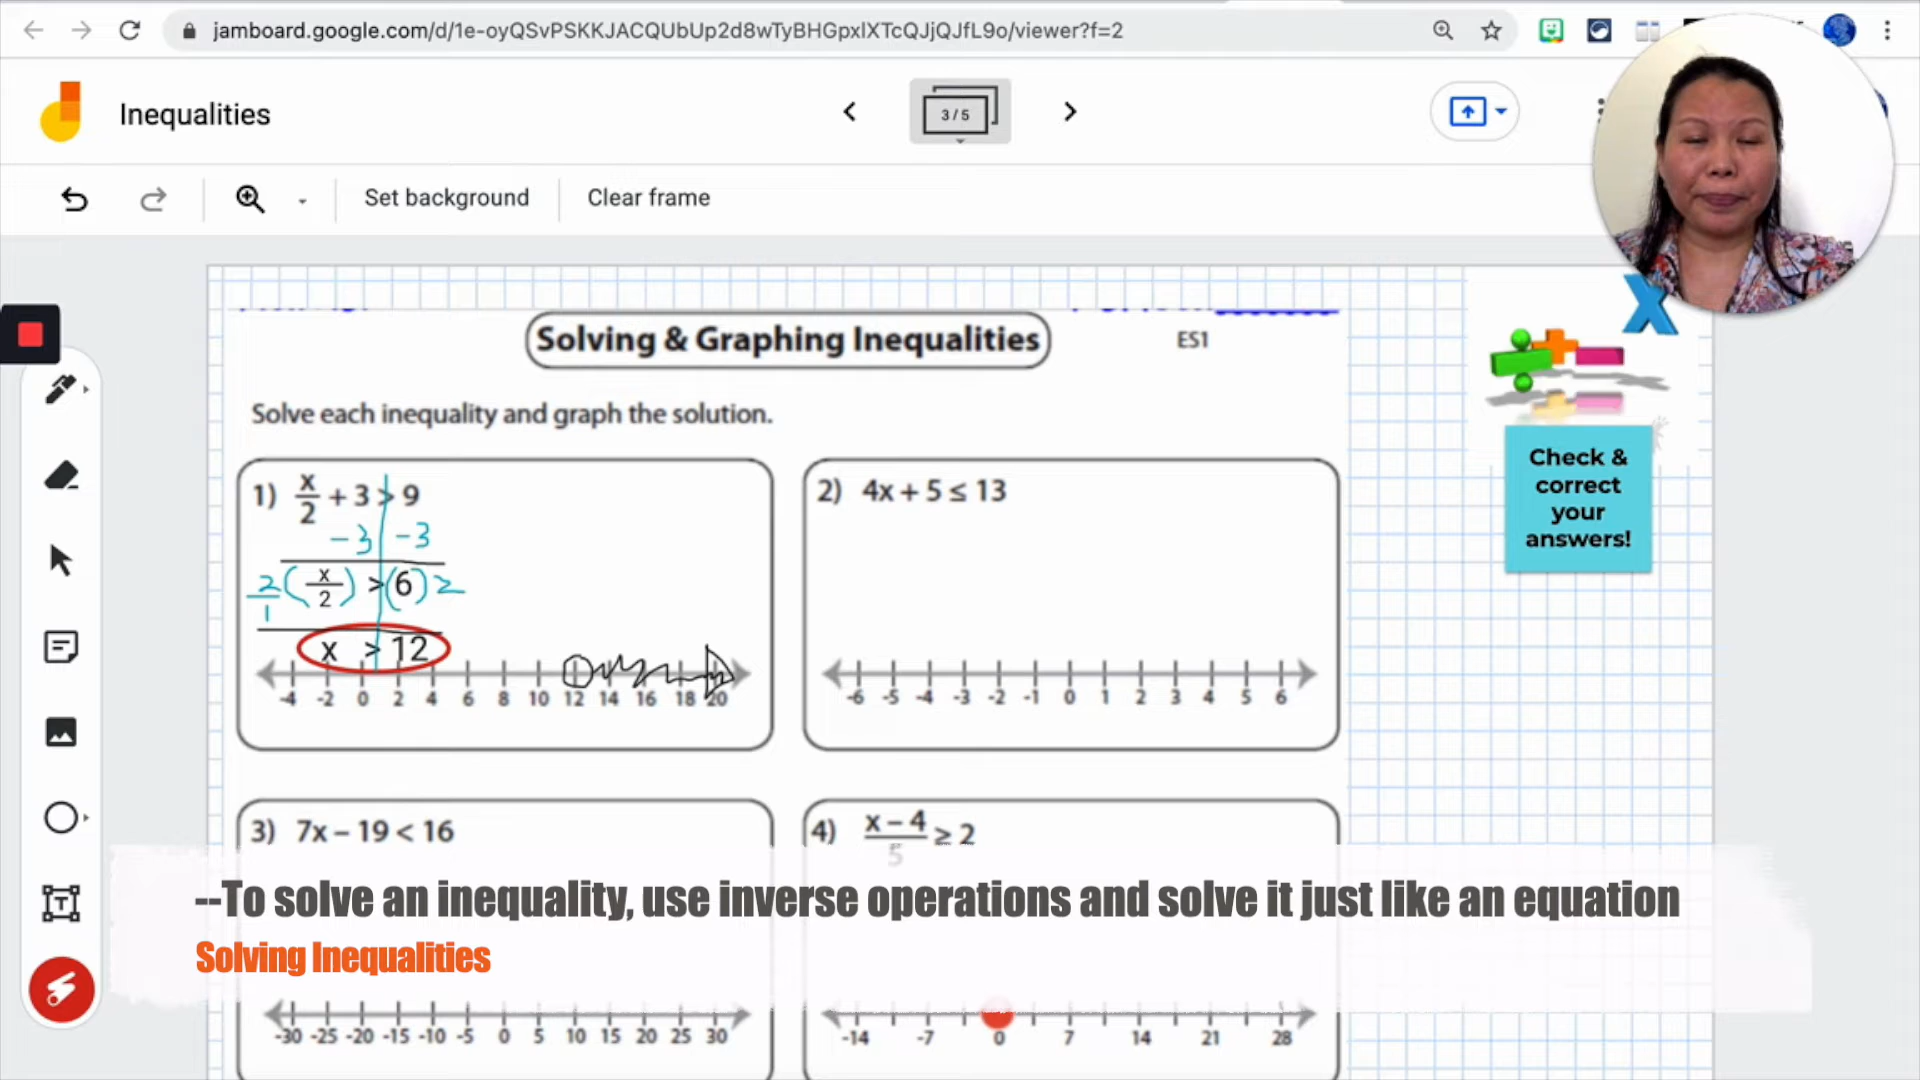 jamboard.google.com/d/1e-oyQSvPSKKJACQUbUp2d8wTyBHGpxlXTcQJjQJfL9o/viewer?f=2
Inequalities
3 / 5
Set background
Clear frame
Solving & Graphing Inequalities
ES1
Solve each inequality and graph the solution.
Check &
correct
your
answers!
1) x/2 + 3 > 9
-3 -3
2/1 (x/2) > (6) 2
x > 12
-4 -2 0 2 4 6 8 10 12 14 16 18 20
2) 4x + 5 ≤ 13
-6 -5 -4 -3 -2 -1 0 1 2 3 4 5 6
3) 7x – 19 < 16
4) x – 4/5 ≥ 2
--To solve an inequality, use inverse operations and solve it just like an equation
Solving Inequalities
-30 -25 -20 -15 -10 -5 0 5 10 15 20 25 30
-14 -7 0 7 14 21 28